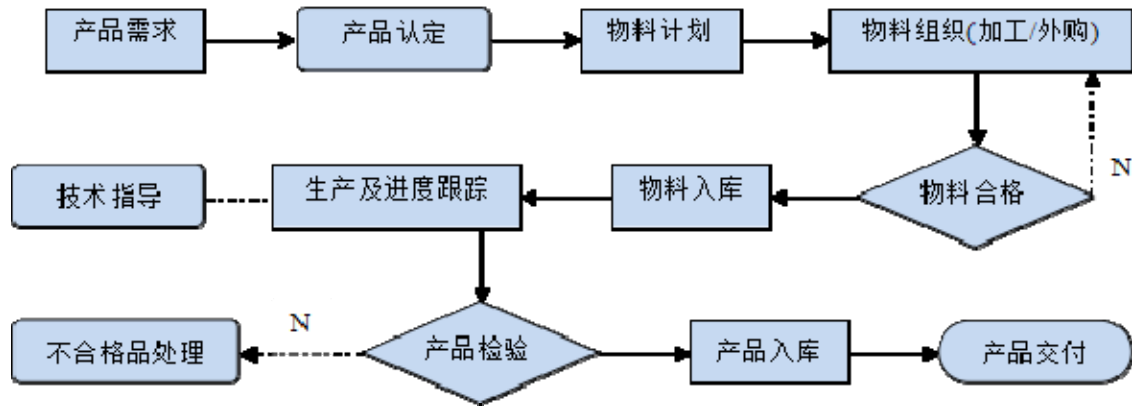 产品需求
产品认定
物料计划
物料组织(加工/外购)
技术指导
生产及进度跟踪
物料入库
物料合格
N
不合格品处理
N
产品检验
产品入库
产品交付